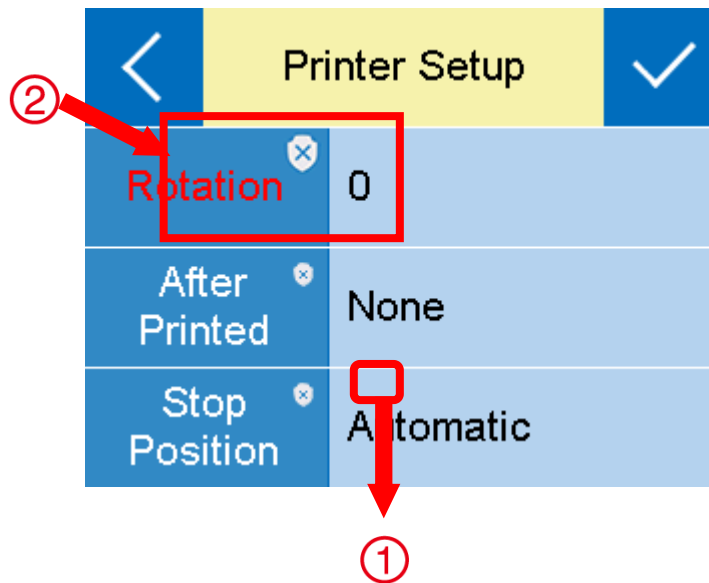 Printer Setup
②
Rotation
0
After
Printed
None
Stop
Position
Automatic
①